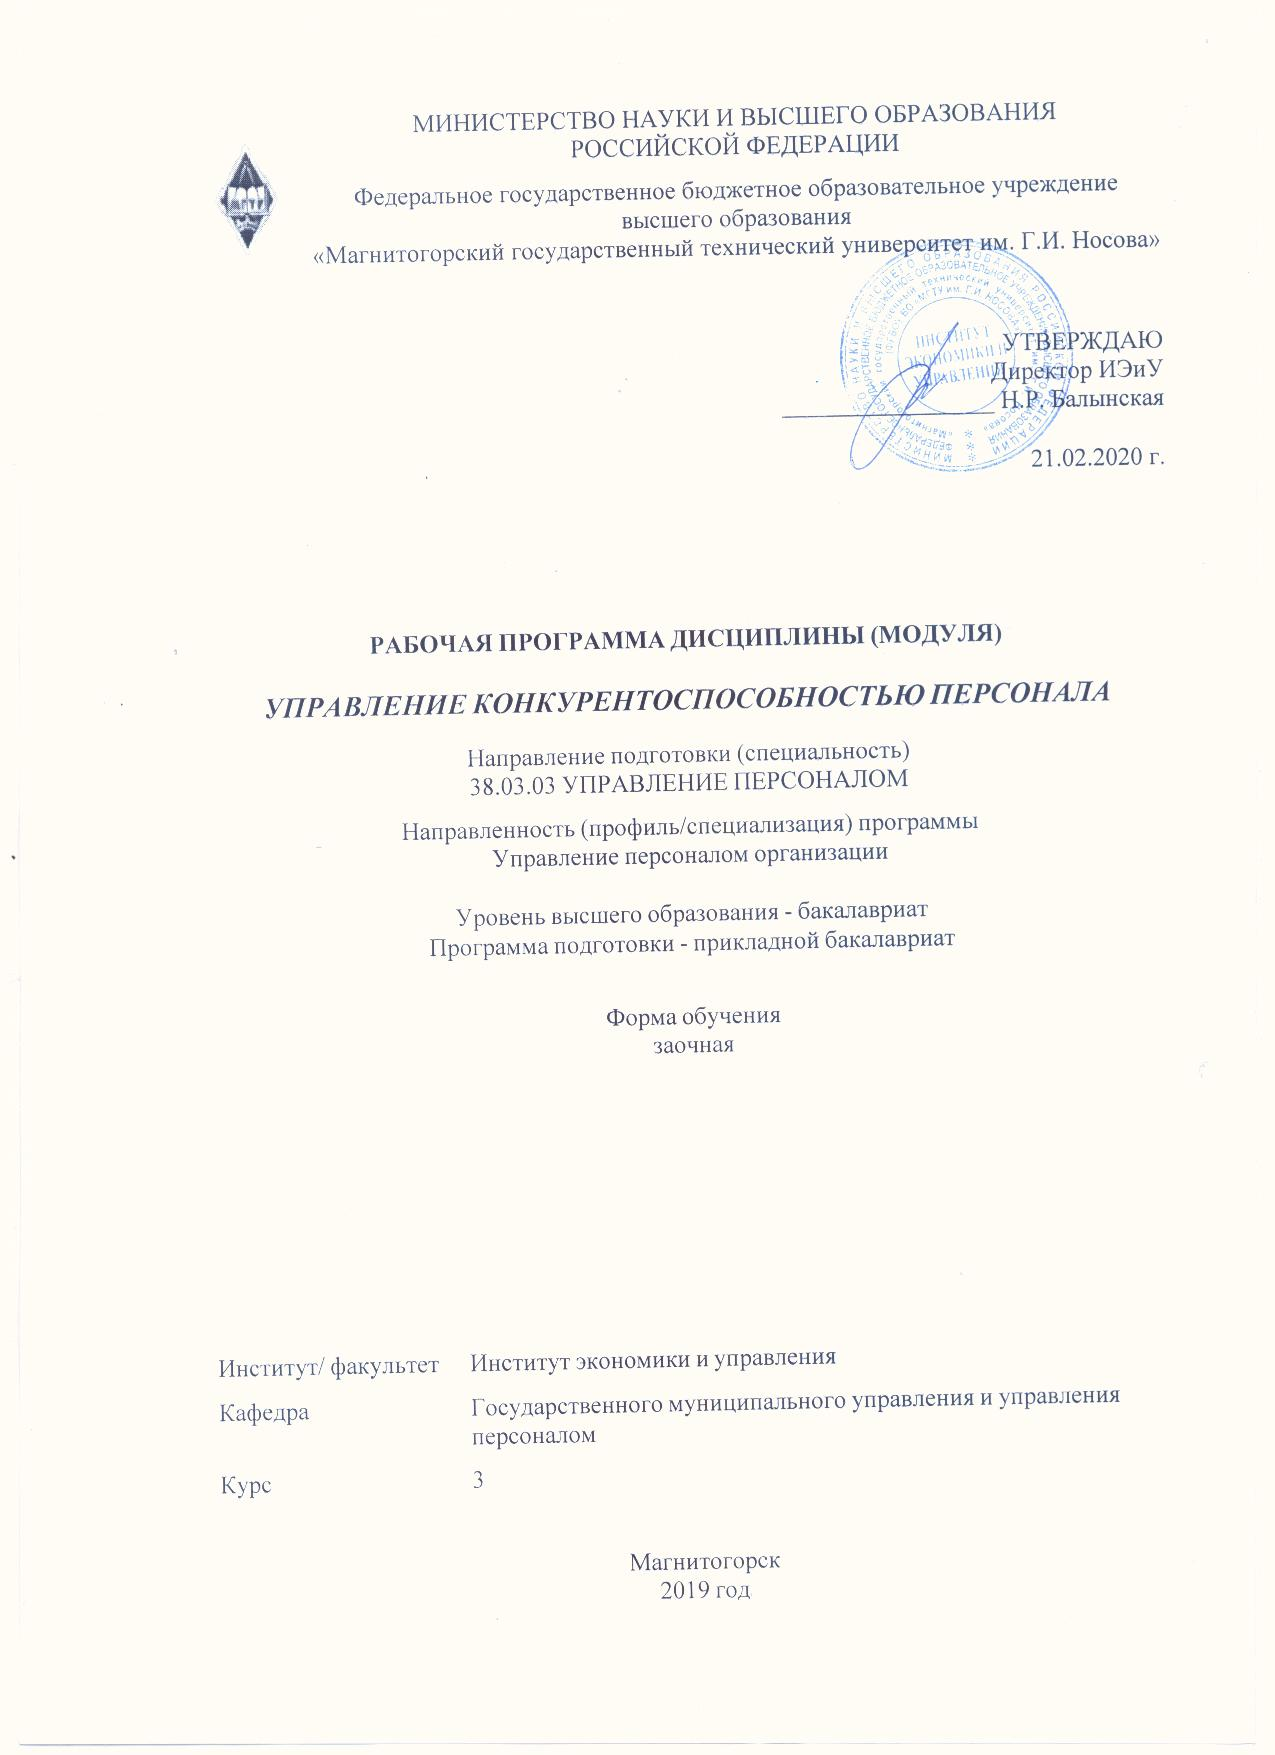 МИНИСТЕРСТВО НАУКИ И ВЫСШЕГО ОБРАЗОВАНИЯ
РОССИЙСКОЙ ФЕДЕРАЦИИ
Федеральное государственное бюджетное образовательное учреждение
высшего образования
«Магнитогорский государственный технический университет им. Г.И. Носова»
ИНСТИТУТ
ЭКОНОМИКИ И
УПРАВЛЕНИЯ
УТВЕРЖДАЮ
Директор ИЭиУ
Н.Р. Балынская
21.02.2020 г.
РАБОЧАЯ ПРОГРАММА ДИСЦИПЛИНЫ (МОДУЛЯ)
УПРАВЛЕНИЕ КОНКУРЕНТОСПОСОБНОСТЬЮ ПЕРСОНАЛА
Направление подготовки (специальность)
38.03.03 УПРАВЛЕНИЕ ПЕРСОНАЛОМ
Направленность (профиль/специализация) программы
Управление персоналом организации
Уровень высшего образования - бакалавриат
Программа подготовки - прикладной бакалавриат
Форма обучения
заочная
Институт/ факультет Институт экономики и управления
Кафедра Государственного муниципального управления и управления
персоналом
Курс 3
Магнитогорск
2019 год